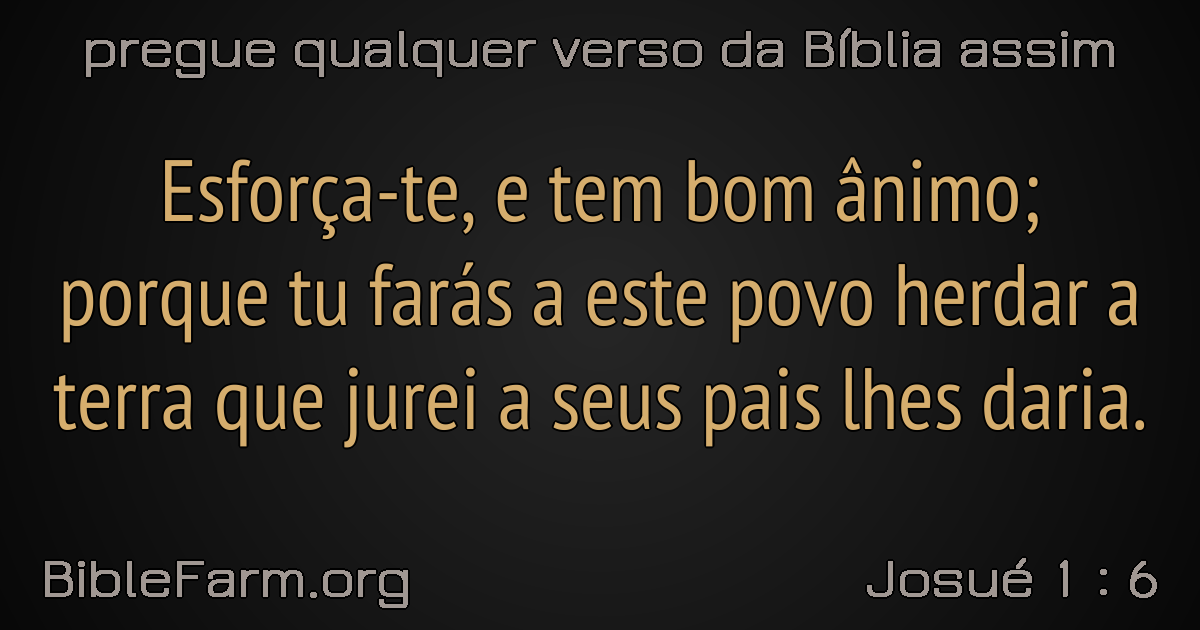 pregue qualquer verso da Bíblia assim
Esforça-te, e tem bom ânimo;
porque tu farás a este povo herdar a
terra que jurei a seus pais lhes daria.
BibleFarm.org
Josué 1 : 6